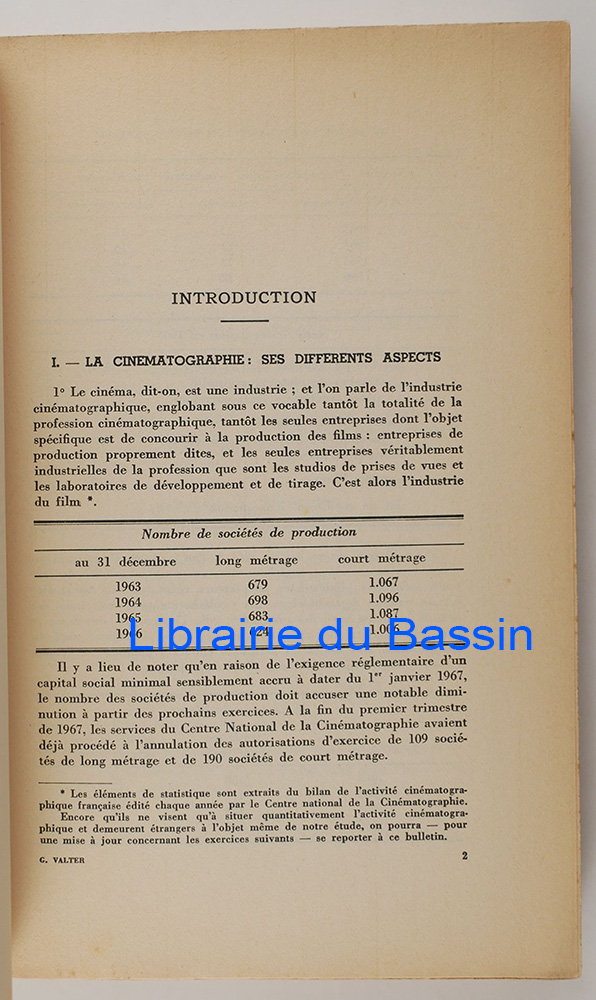 INTRODUCTION
I. — LA CINEMATOGRAPHIE : SES DIFFERENTS ASPECTS
1° Le cinéma, dit-on, est une industrie ; et l'on parle de l'industrie
cinématographique, englobant sous ce vocable tantôt la totalité de la
profession cinématographique, tantôt les seules entreprises dont l'objet
spécifique est de concourir à la production des films : entreprises de
production proprement dites, et les seules entreprises véritablement
industrielles de la profession que sont les studios de prises de vues et
les laboratoires de développement et de tirage. C'est alors l'industrie
du film *.
Nombre de sociétés de production
au 31 décembre long métrage court métrage
1963 679 1.067
1964 698 1.096
1965 683 1.087
1966 624
Librairie du Bassin
Il y a lieu de noter qu'en raison de l'exigence réglementaire d'un
capital social minimal sensiblement accru à dater du 1er janvier 1967,
le nombre des sociétés de production doit accuser une notable dimi-
nution à partir des prochains exercices. A la fin du premier trimestre
de 1967, les services du Centre National de la Cinématographie avaient
déjà procédé à l'annulation des autorisations d'exercice de 109 socié-
tés de long métrage et de 190 sociétés de court métrage.
* Les éléments de statistique sont extraits du bilan de l'activité cinématogra-
phique française édité chaque année par le Centre national de la Cinématographie.
Encore qu'ils ne visent qu'à situer quantitativement l'activité cinématogra-
phique et demeurent étrangers à l'objet même de notre étude, on pourra — pour
une mise à jour concernant les exercices suivants — se reporter à ce bulletin.
G. VALTER 2